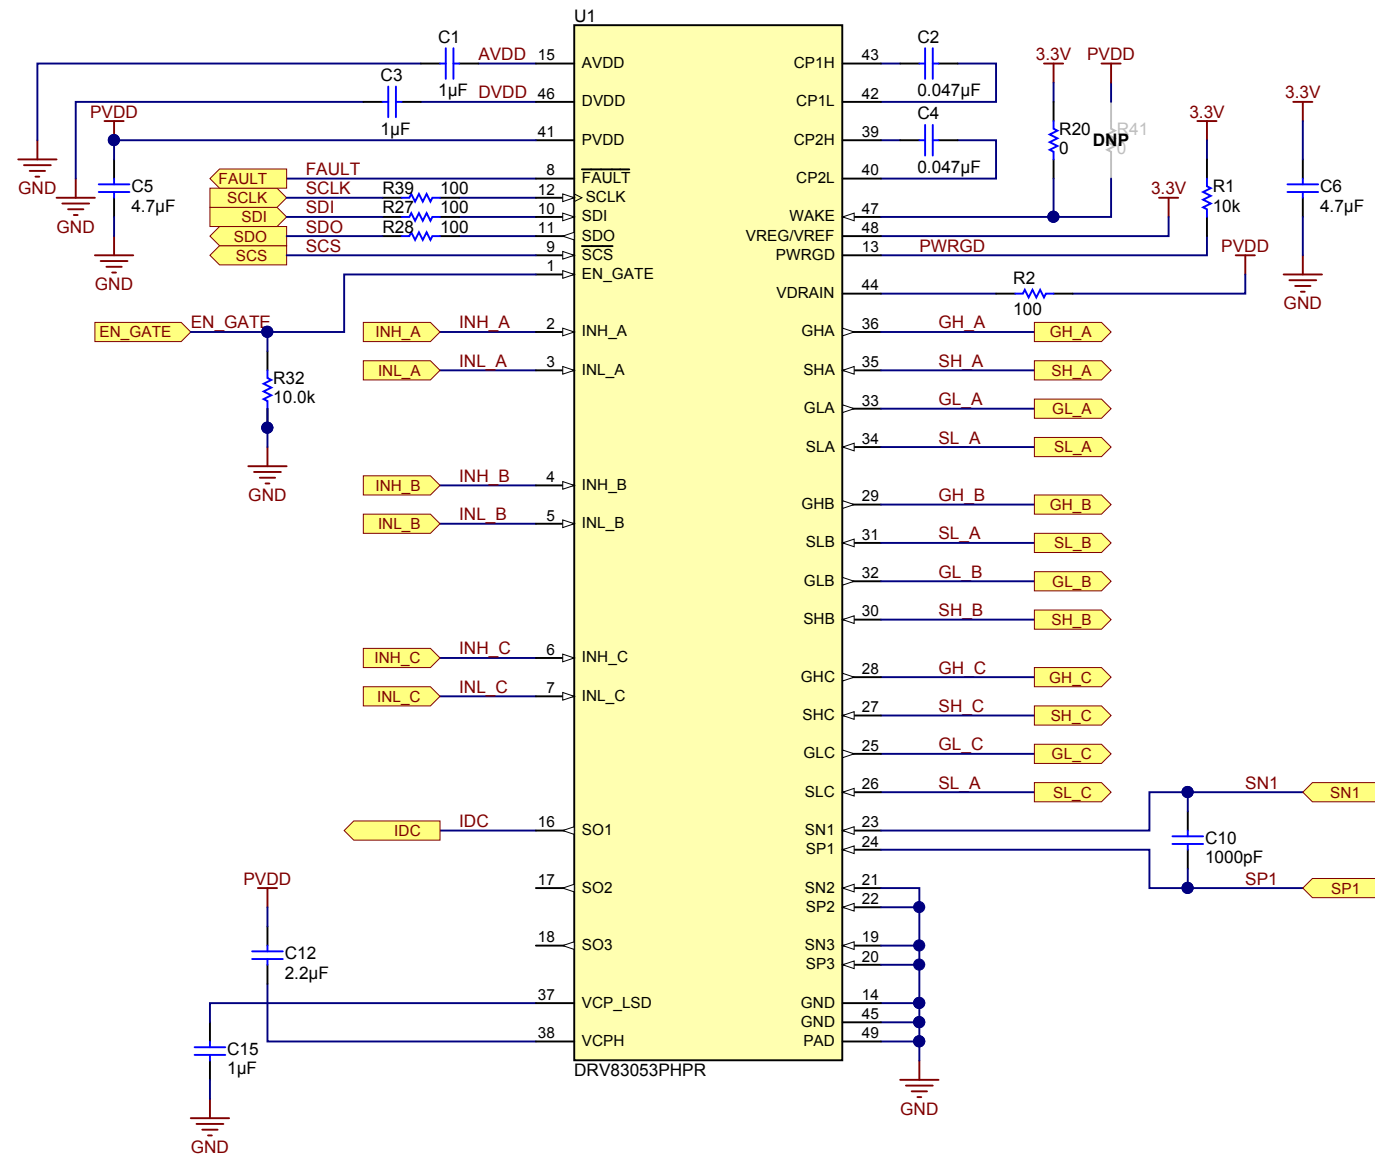 U1
C1
AVDD 15 AVDD
1µF
C3
DVDD 46 DVDD
1µF
PVDD
41 PVDD
GND
GND
C5
4.7µF
GND
FAULT FAULT 8 FAULT
SCLK SCLK R39 100 12 SCLK
SDI SDI R27 100 10 SDI
SDO SDO R28 100 11 SDO
SCS SCS 9 SCS
1 EN_GATE
EN_GATE EN_GATE
R32
10.0k
GND
INH_A INH_A 2 INH_A
INL_A INL_A 3 INL_A
INH_B INH_B 4 INH_B
INL_B INL_B 5 INL_B
INH_C INH_C 6 INH_C
INL_C INL_C 7 INL_C
IDC IDC 16 SO1
17 SO2
18 SO3
PVDD
C12
2.2µF
37 VCP_LSD
38 VCPH
C15
1µF
GND
DRV83053PHPR
CP1H 43 C2
0.047µF
CP1L 42
CP2H 39 C4
0.047µF
CP2L 40
3.3V PVDD
R20
0
R41
0
DNP
WAKE 47
VREG/VREF 48 3.3V
PWRGD 13 PWRGD
3.3V
R1
10k
PVDD
VDRAIN 44 R2
100
3.3V
C6
4.7µF
GND
GHA 36 GH_A GH_A
SHA 35 SH_A SH_A
GLA 33 GL_A GL_A
SLA 34 SL_A SL_A
GHB 29 GH_B GH_B
SLB 31 SL_A SL_B
GLB 32 GL_B GL_B
SHB 30 SH_B SH_B
GHC 28 GH_C GH_C
SHC 27 SH_C SH_C
GLC 25 GL_C GL_C
SLC 26 SL_A SL_C
SN1 23 SN1 SN1
SP1 24 SP1 SP1
C10
1000pF
SN2 21
SP2 22
SN3 19
SP3 20
GND 14
GND 45
PAD 49
GND